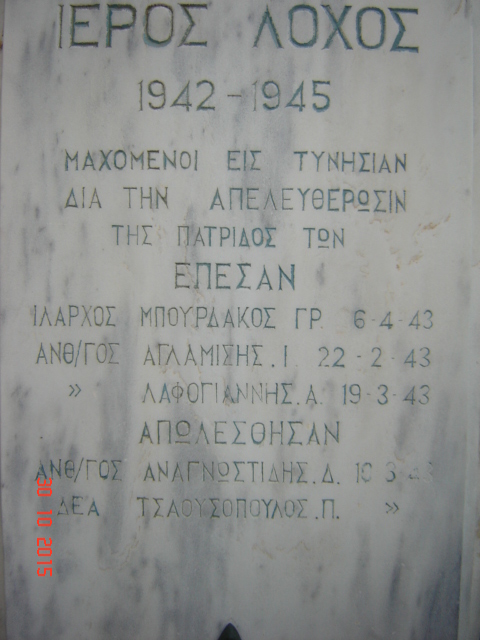 ΙΕΡΟΣ ΛΟΧΟΣ
1942-1945
ΜΑΧΟΜΕΝΟΙ ΕΙΣ ΤΥΝΗΣΙΑΝ
ΔΙΑ ΤΗΝ ΑΠΕΛΕΥΘΕΡΩΣΙΝ
ΤΗΣ ΠΑΤΡΙΔΟΣ ΤΩΝ
ΕΠΕΣΑΝ
ΙΛΑΡΧΟΣ ΜΠΟΥΡΔΑΚΟΣ ΓΡ. 6-4-43
ΑΝΘ/ΓΟΣ ΑΓΛΑΜΙΣΗΣ.Ι. 22-2-43
» ΛΑΦΟΓΙΑΝΝΗΣ.Α. 19-3-43
ΑΠΩΛΕΣΘΗΣΑΝ
ΑΝΘ/ΓΟΣ ΑΝΑΓΝΩΣΤΙΔΗΣ.Δ.
ΔΕΑ ΤΣΑΟΥΣΟΠΟΥΛΟΣ.Π. »
30 10 2015